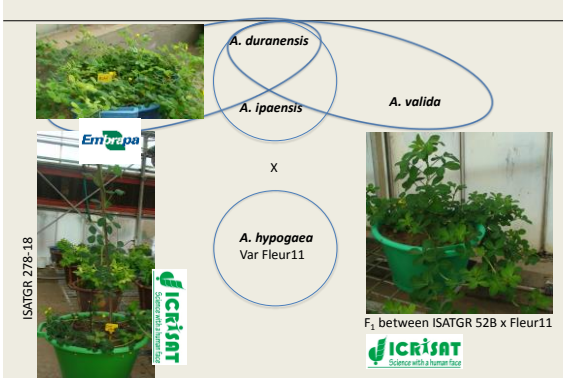 A. duranensis
A. ipaensis
A. valida
Embrapa
X
A. hypogaea
Var Fleur11
ISATGR 278-18
ICRISAT
Science with a human face
F₁ between ISATGR 52B x Fleur11
ICRISAT
Science with a human face